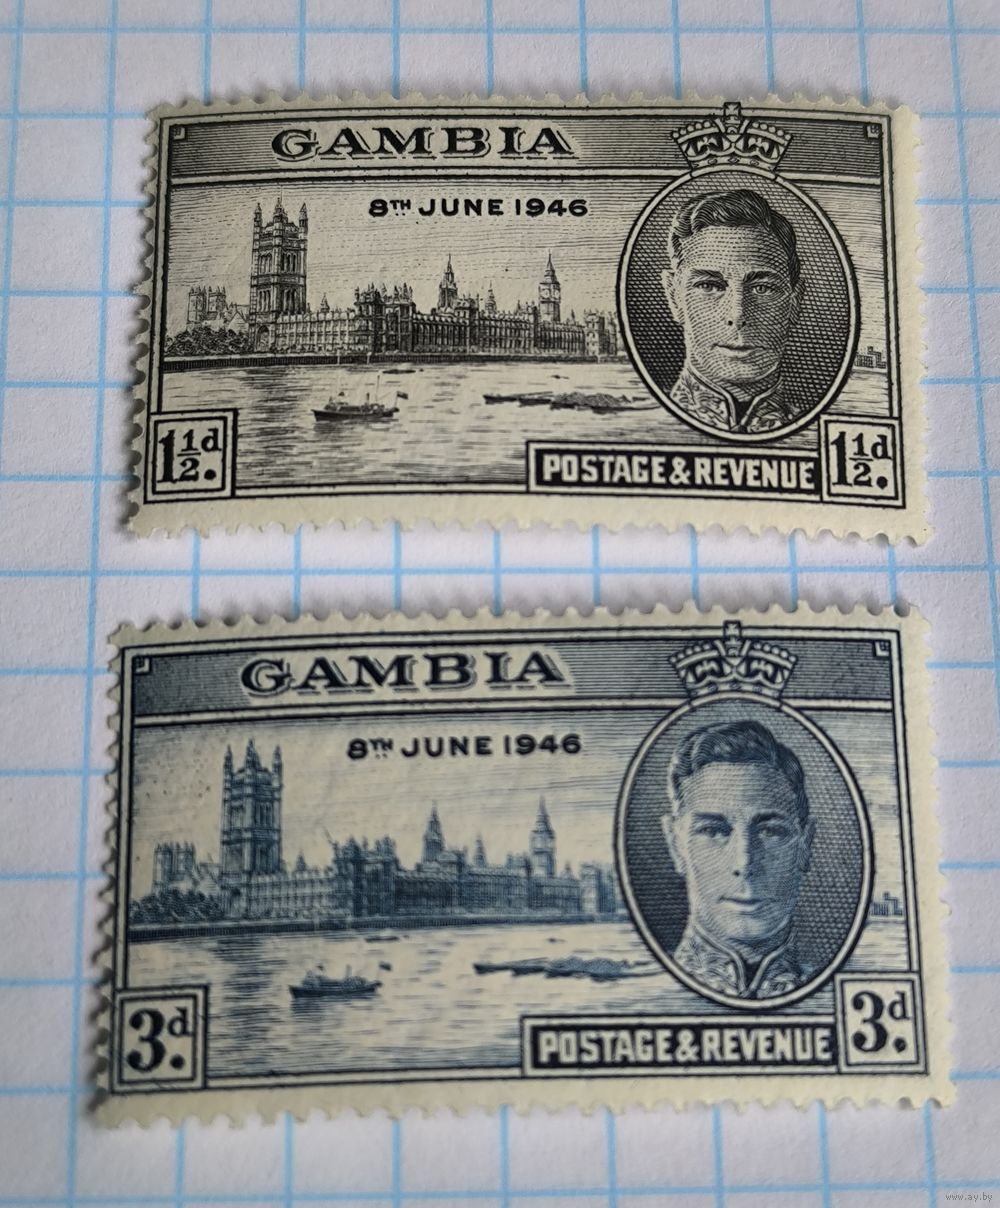 GAMBIA
8TH JUNE 1946
1½d.
POSTAGE & REVENUE
1½d.
GAMBIA
8TH JUNE 1946
3d.
POSTAGE & REVENUE
3d.
www.ay.by